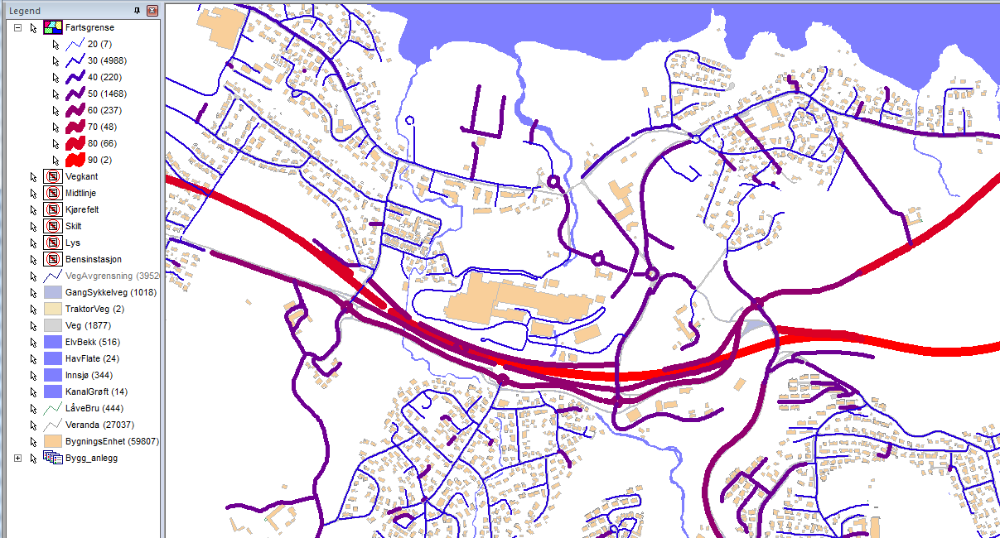 Legend
Fartsgrense
20 (7)
30 (4988)
40 (220)
50 (1468)
60 (237)
70 (48)
80 (66)
90 (2)
Vegkant
Midtlinje
Kjørefelt
Skilt
Lys
Bensinstasjon
VegAvgrensning (3952
GangSykkelveg (1018)
TraktorVeg (2)
Veg (1877)
ElvBekk (516)
HavFlate (24)
Innsjø (344)
KanalGrøft (14)
LåveBru (444)
Veranda (27037)
BygningsEnhet (59807)
Bygg_anlegg